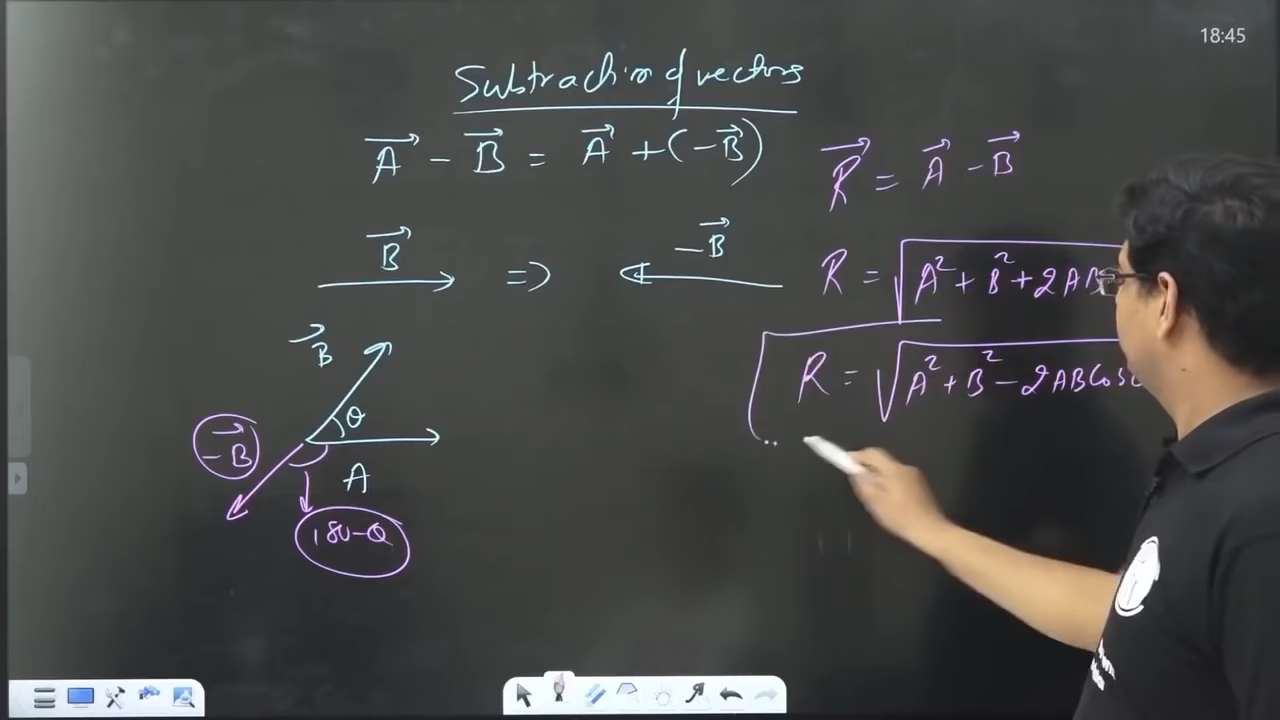 18:45
Subtraction of vectors
A⃗ - B⃗ = A⃗ + (-B⃗)
R⃗ = A⃗ - B⃗
B⃗ => -B⃗
R = √A² + B² + 2AB
R = √A² + B² - 2ABCos
B⃗
θ
-B⃗
A
180-θ